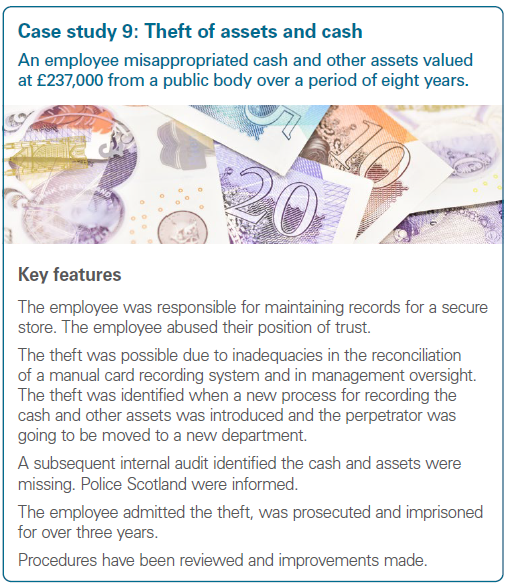 Case study 9: Theft of assets and cash
An employee misappropriated cash and other assets valued
at £237,000 from a public body over a period of eight years.
5
10
20
OF ENGLAND
Key features
The employee was responsible for maintaining records for a secure
store. The employee abused their position of trust.
The theft was possible due to inadequacies in the reconciliation
of a manual card recording system and in management oversight.
The theft was identified when a new process for recording the
cash and other assets was introduced and the perpetrator was
going to be moved to a new department.
A subsequent internal audit identified the cash and assets were
missing. Police Scotland were informed.
The employee admitted the theft, was prosecuted and imprisoned
for over three years.
Procedures have been reviewed and improvements made.